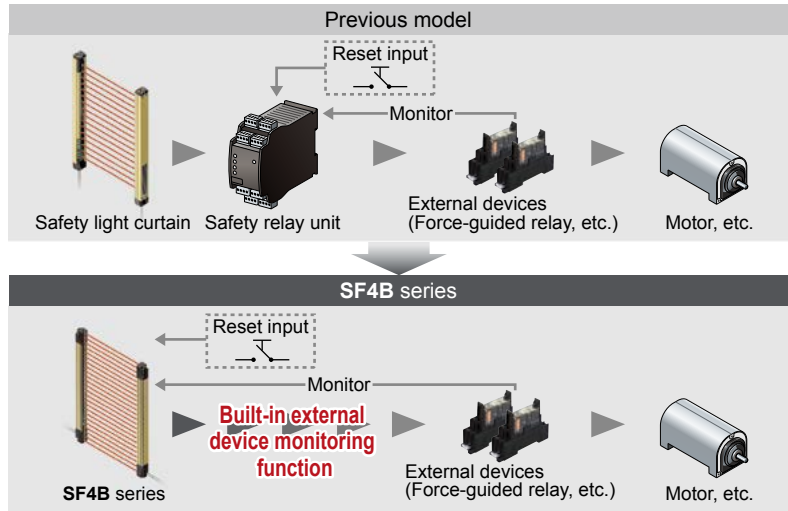 Previous model
Reset input
Monitor
Safety light curtain
Safety relay unit
External devices
(Force-guided relay, etc.)
Motor, etc.
SF4B series
Reset input
Monitor
Built-in external
device monitoring
function
SF4B series
External devices
(Force-guided relay, etc.)
Motor, etc.